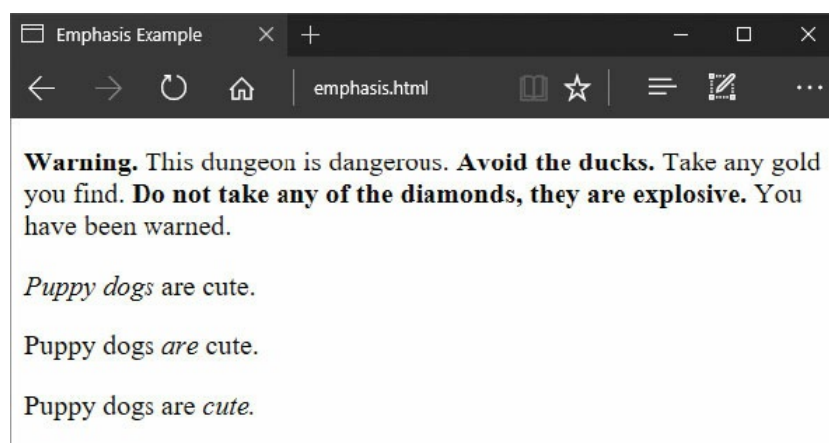 Emphasis Example
emphasis.html
Warning. This dungeon is dangerous. Avoid the ducks. Take any gold
you find. Do not take any of the diamonds, they are explosive. You
have been warned.
Puppy dogs are cute.
Puppy dogs are cute.
Puppy dogs are cute.